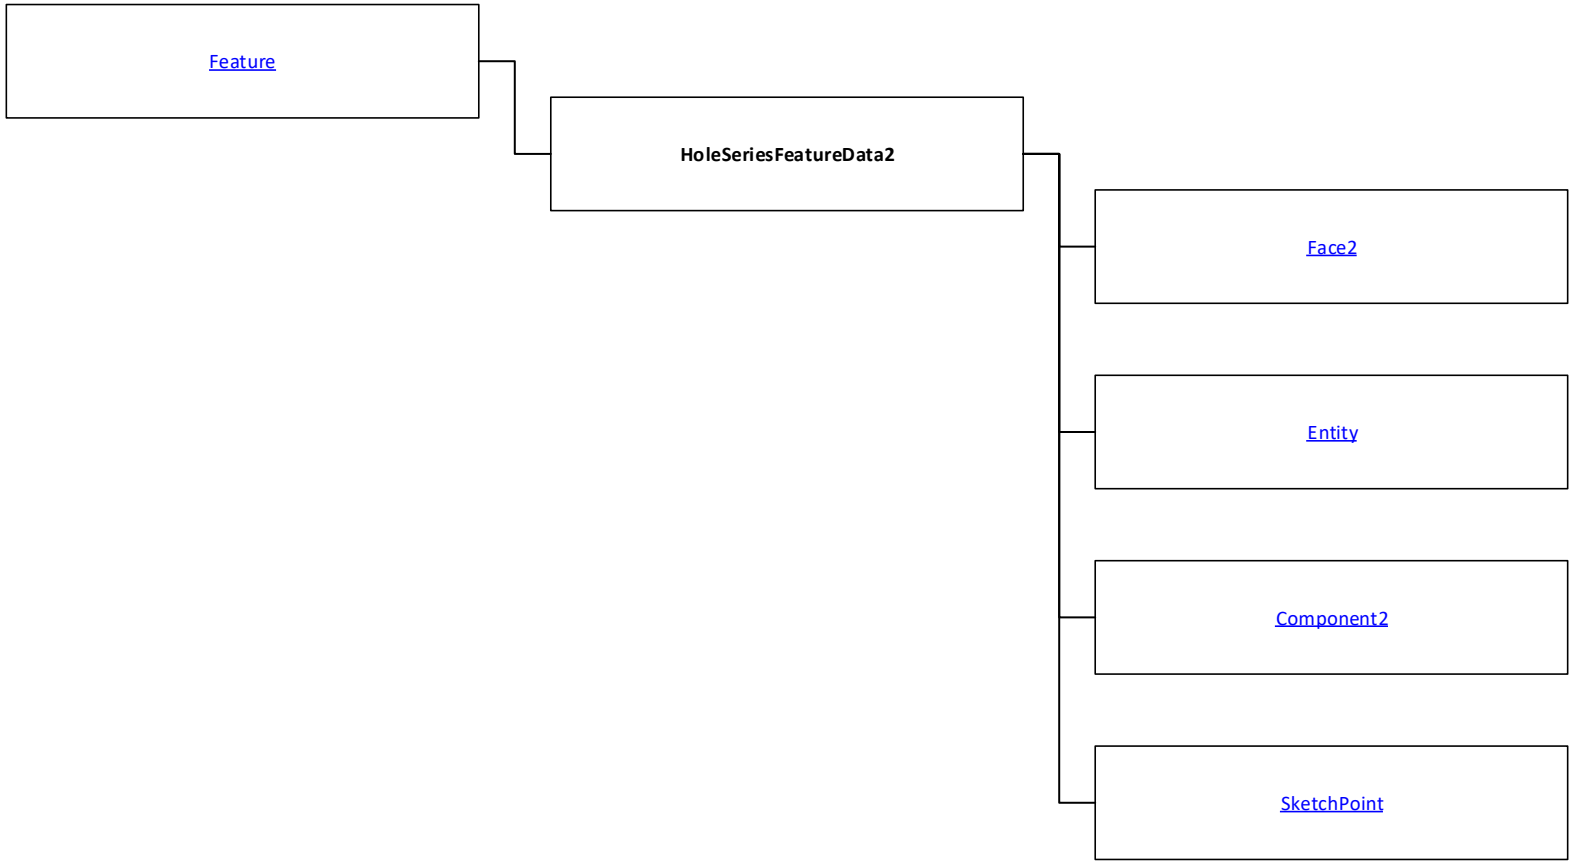 Feature
HoleSeriesFeatureData2
Face2
Entity
Component2
SketchPoint